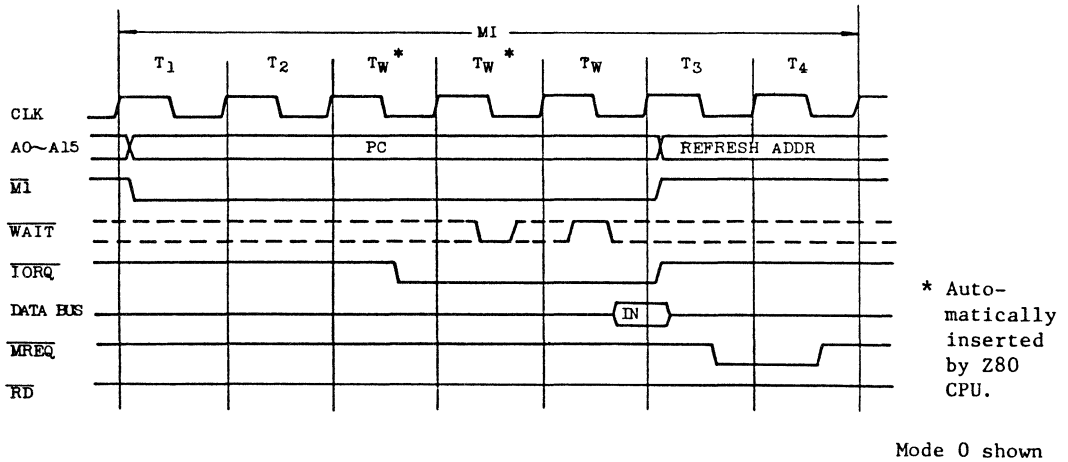 MI
T1 T2 TW* TW* TW T3 T4
CLK
A0~A15 PC REFRESH ADDR
M1
WAIT
IORQ
DATA BUS IN
MREQ
RD
* Auto-
matically
inserted
by Z80
CPU.
Mode 0 shown